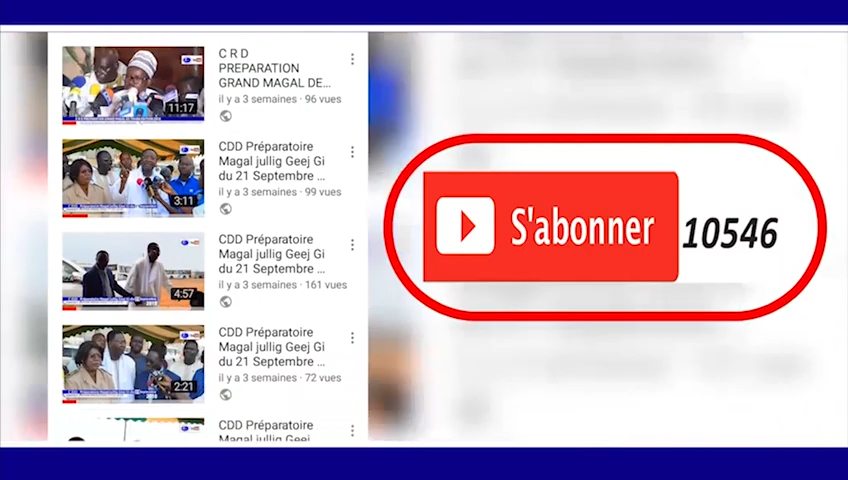 C R D
PREPARATION
GRAND MAGAL DE...
il y a 3 semaines · 96 vues
11:17
CDD Préparatoire
Magal jullig Geej Gi
du 21 Septembre ...
il y a 3 semaines · 99 vues
3:11
CDD Préparatoire
Magal jullig Geej Gi
du 21 Septembre ...
il y a 3 semaines · 161 vues
4:57
CDD Préparatoire
Magal jullig Geej Gi
du 21 Septembre ...
il y a 3 semaines · 72 vues
2:21
CDD Préparatoire
Magal jullig Geej Gi
S'abonner 10546